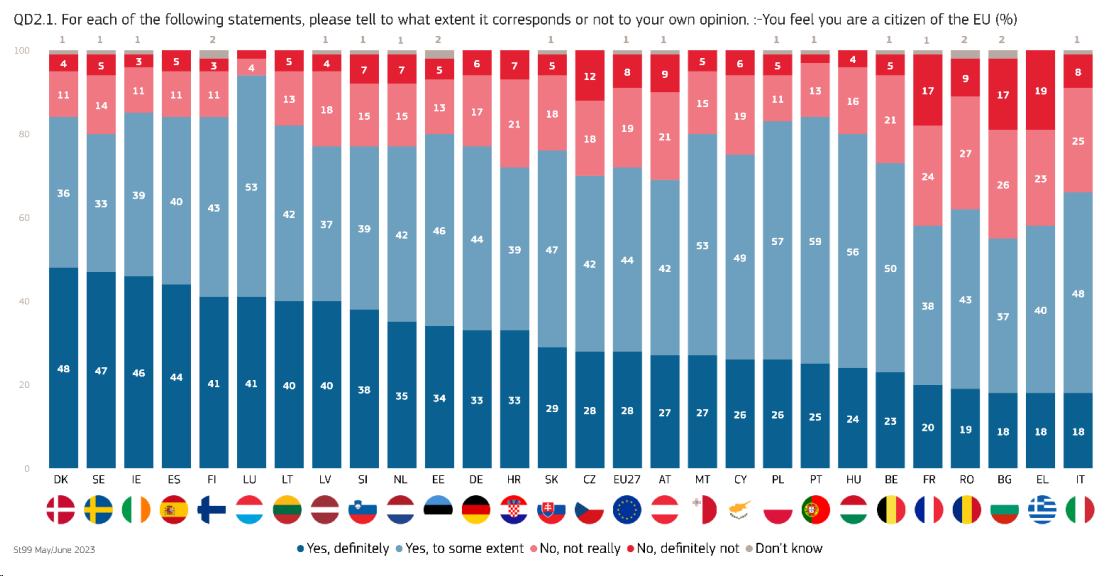 QD2.1. For each of the following statements, please tell to what extent it corresponds or not to your own opinion. :-You feel you are a citizen of the EU (%)
1 1 1 2 1 1 1 2 1 1 1 1 1 1 1 2 2 1
100
4 5 3 5 3 5 4 7 7 5 6 7 5 12 8 9 5 6 5 4 5 17 9 17 19 8
11 14 11 11 11 4 13 18 15 15 13 17 21 18 18 19 21 15 19 11 13 16 21 24 27 26 23 25
80
36 33 39 40 43 53 42 37 39 42 46 44 39 47 42 44 42 53 49 57 59 56 50 38 43 37 40 48
60
40
48 47 46 44 41 41 40 40 38 35 34 33 33 29 28 28 27 27 26 26 25 24 23 20 19 18 18 18
20
0
DK SE IE ES FI LU LT LV SI NL EE DE HR SK CZ EU27 AT MT CY PL PT HU BE FR RO BG EL IT
St99 May/June 2023
Yes, definitely Yes, to some extent No, not really No, definitely not Don't know